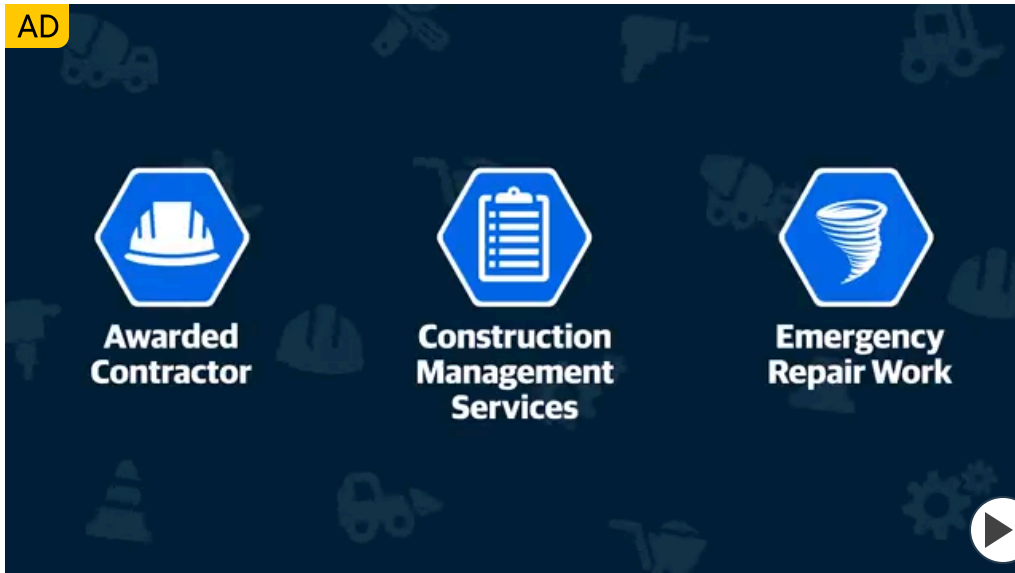 AD
Awarded
Contractor
Construction
Management
Services
Emergency
Repair Work